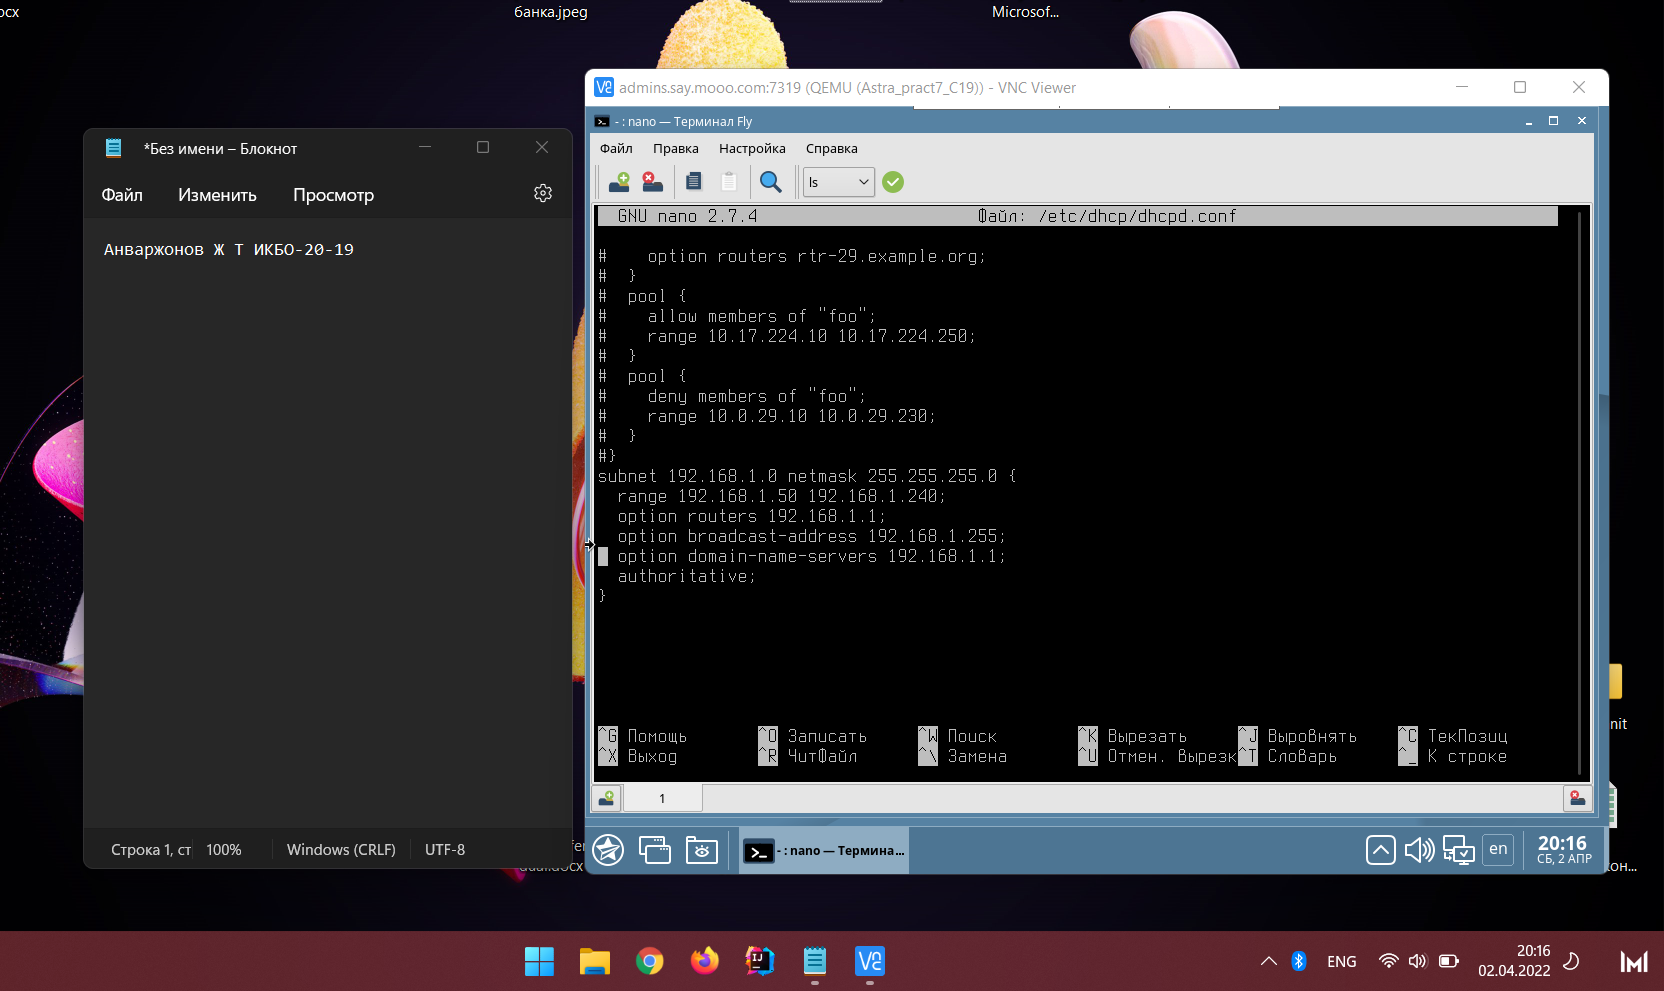 ocx
банка.jpeg
Microsof...
admins.say.mooo.com:7319 (QEMU (Astra_pract7_C19)) - VNC Viewer
- : nano — Терминал Fly
Файл Правка Настройка Справка
ls
GNU nano 2.7.4 Файл: /etc/dhcp/dhcpd.conf
#    option routers rtr-29.example.org;
#  }
#  pool {
#    allow members of "foo";
#    range 10.17.224.10 10.17.224.250;
#  }
#  pool {
#    deny members of "foo";
#    range 10.0.29.10 10.0.29.230;
#  }
#}
subnet 192.168.1.0 netmask 255.255.255.0 {
  range 192.168.1.50 192.168.1.240;
  option routers 192.168.1.1;
  option broadcast-address 192.168.1.255;
  option domain-name-servers 192.168.1.1;
  authoritative;
}
^G Помощь ^O Записать ^W Поиск ^K Вырезать ^J Выровнять ^C ТекПозиц
^X Выход ^R ЧитФайл ^\ Замена ^U Отмен. Вырезк ^T Словарь ^_ К строке
1
- : nano — Термина...
en
20:16
СБ, 2 АПР
*Без имени – Блокнот
Файл Изменить Просмотр
Анваржонов Ж Т ИКБО-20-19
Строка 1, ст 100% Windows (CRLF) UTF-8
fer
dual.docx
nit
кон...
ENG
20:16
02.04.2022